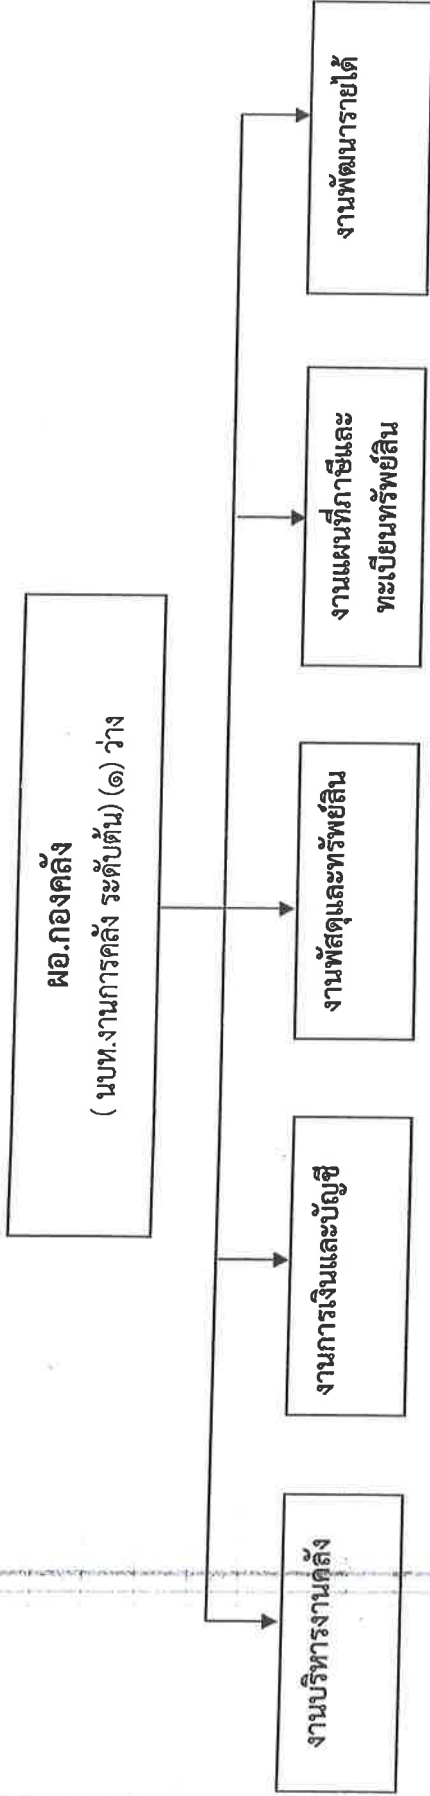 ผอ.กองคลัง
( นบท.งานการคลัง ระดับต้น) (๑) ว่าง
งานบริหารงานคลัง
งานการเงินและบัญชี
งานพัสดุและทรัพย์สิน
งานแผนที่ภาษีและ
ทะเบียนทรัพย์สิน
งานพัฒนารายได้